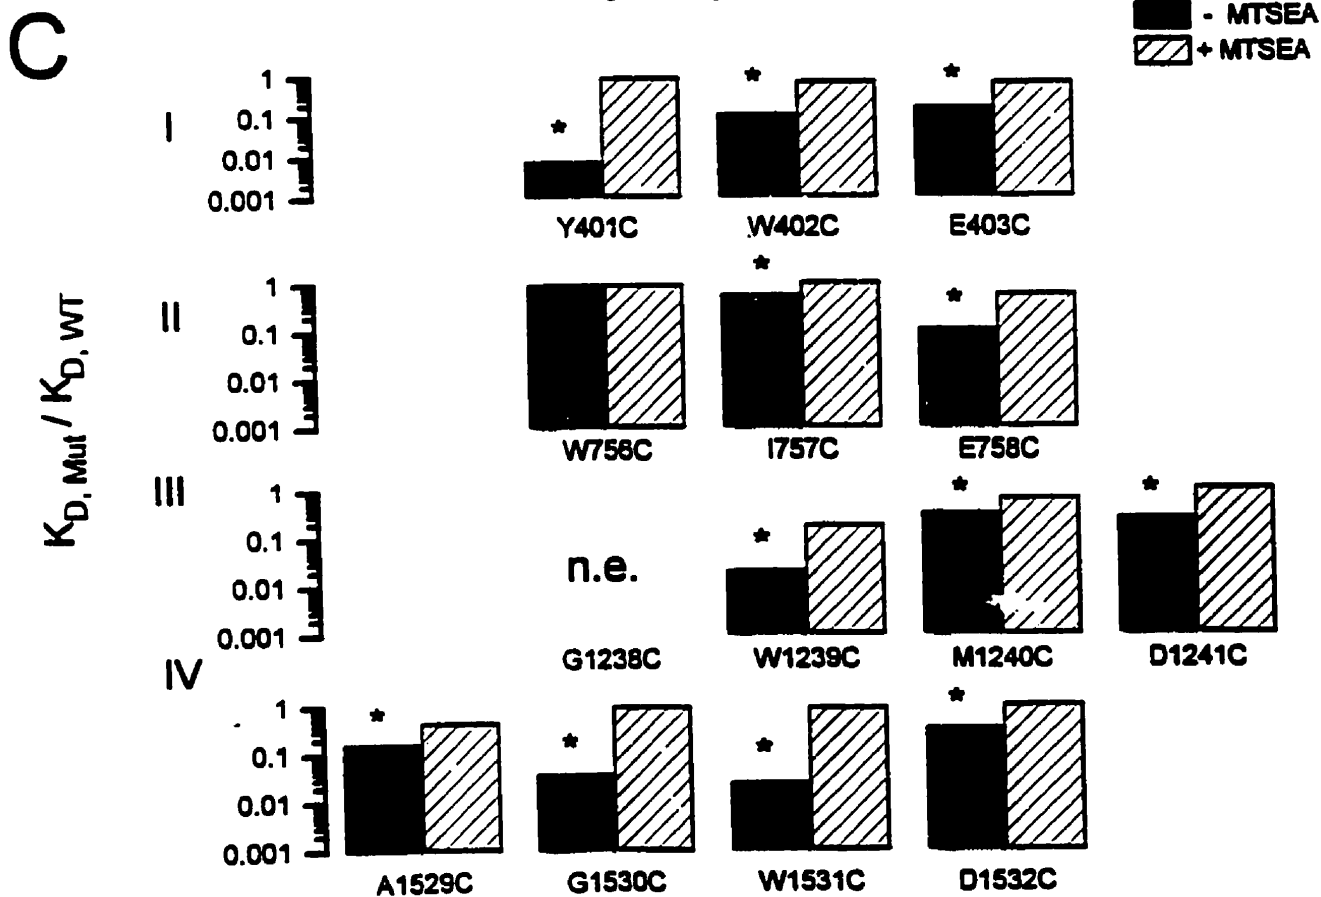 C
- MTSEA
+ MTSEA
K_D, Mut / K_D, WT
I
1
0.1
0.01
0.001
*
*
*
Y401C W402C E403C
II
1
0.1
0.01
0.001
*
*
W756C I757C E758C
III
1
0.1
0.01
0.001
n.e.
*
*
*
G1238C W1239C M1240C D1241C
IV
1
0.1
0.01
0.001
*
*
*
*
A1529C G1530C W1531C D1532C